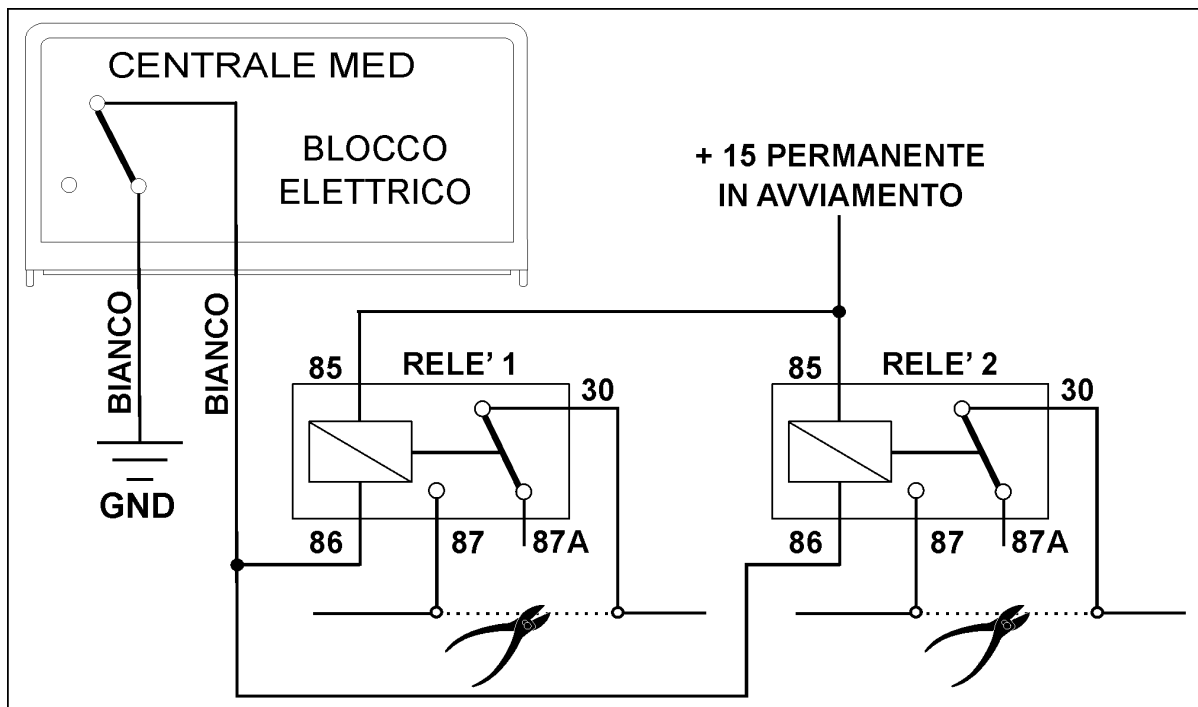 CENTRALE MED
BLOCCO
ELETTRICO
+ 15 PERMANENTE
IN AVVIAMENTO
BIANCO
BIANCO
GND
85
RELE' 1
30
86
87
87A
85
RELE' 2
30
86
87
87A